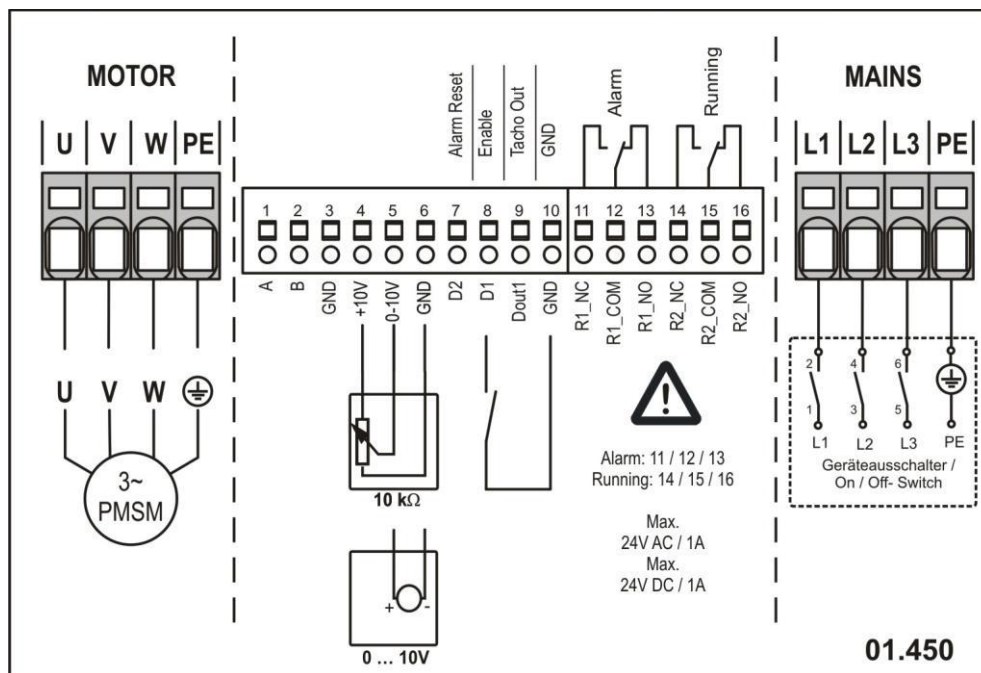 MOTOR
U V W PE
U V W
3~
PMSM
Alarm Reset
Enable
Tacho Out
GND
Alarm
Running
1 2 3 4 5 6 7 8 9 10 11 12 13 14 15 16
A
B
GND
+10V
0-10V
GND
D2
D1
Dout1
GND
R1_NC
R1_COM
R1_NO
R2_NC
R2_COM
R2_NO
10 kΩ
+ -
0 ... 10V
!
Alarm: 11 / 12 / 13
Running: 14 / 15 / 16
Max.
24V AC / 1A
Max.
24V DC / 1A
MAINS
L1 L2 L3 PE
2 4 6
1 3 5
L1 L2 L3 PE
Geräteausschalter /
On / Off- Switch
01.450